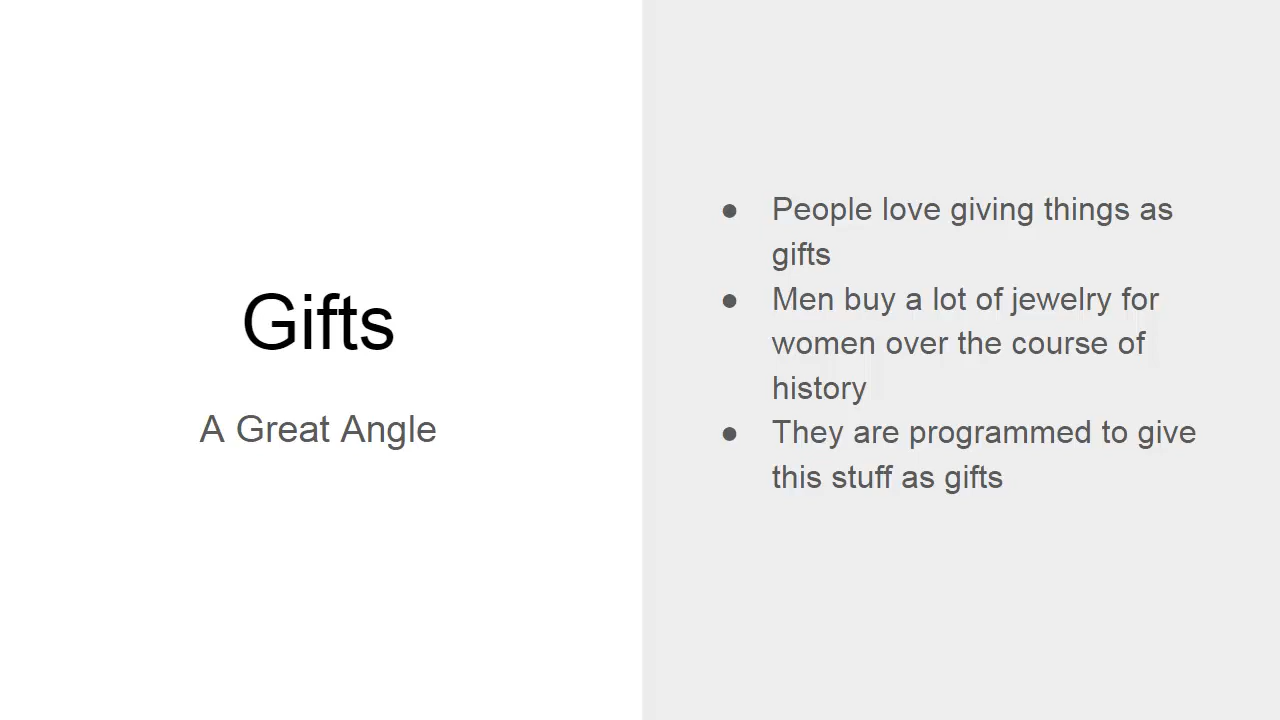 Gifts
A Great Angle
● People love giving things as
gifts
● Men buy a lot of jewelry for
women over the course of
history
● They are programmed to give
this stuff as gifts